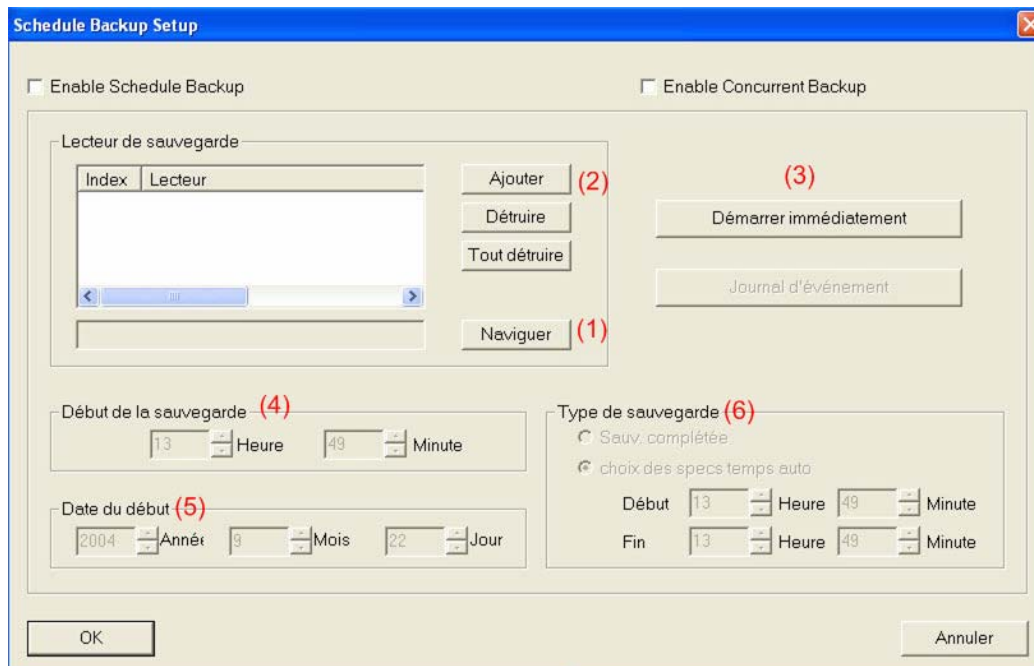 Schedule Backup Setup
Enable Schedule Backup
Enable Concurrent Backup
Lecteur de sauvegarde
Index Lecteur
Ajouter (2)
Détruire
Tout détruire
Naviguer (1)
(3)
Démarrer immédiatement
Journal d'événement
Début de la sauvegarde (4)
13 Heure 49 Minute
Date du début (5)
2004 Année 9 Mois 22 Jour
Type de sauvegarde (6)
Sauv. complétée
choix des specs temps auto
Début 13 Heure 49 Minute
Fin 13 Heure 49 Minute
OK
Annuler